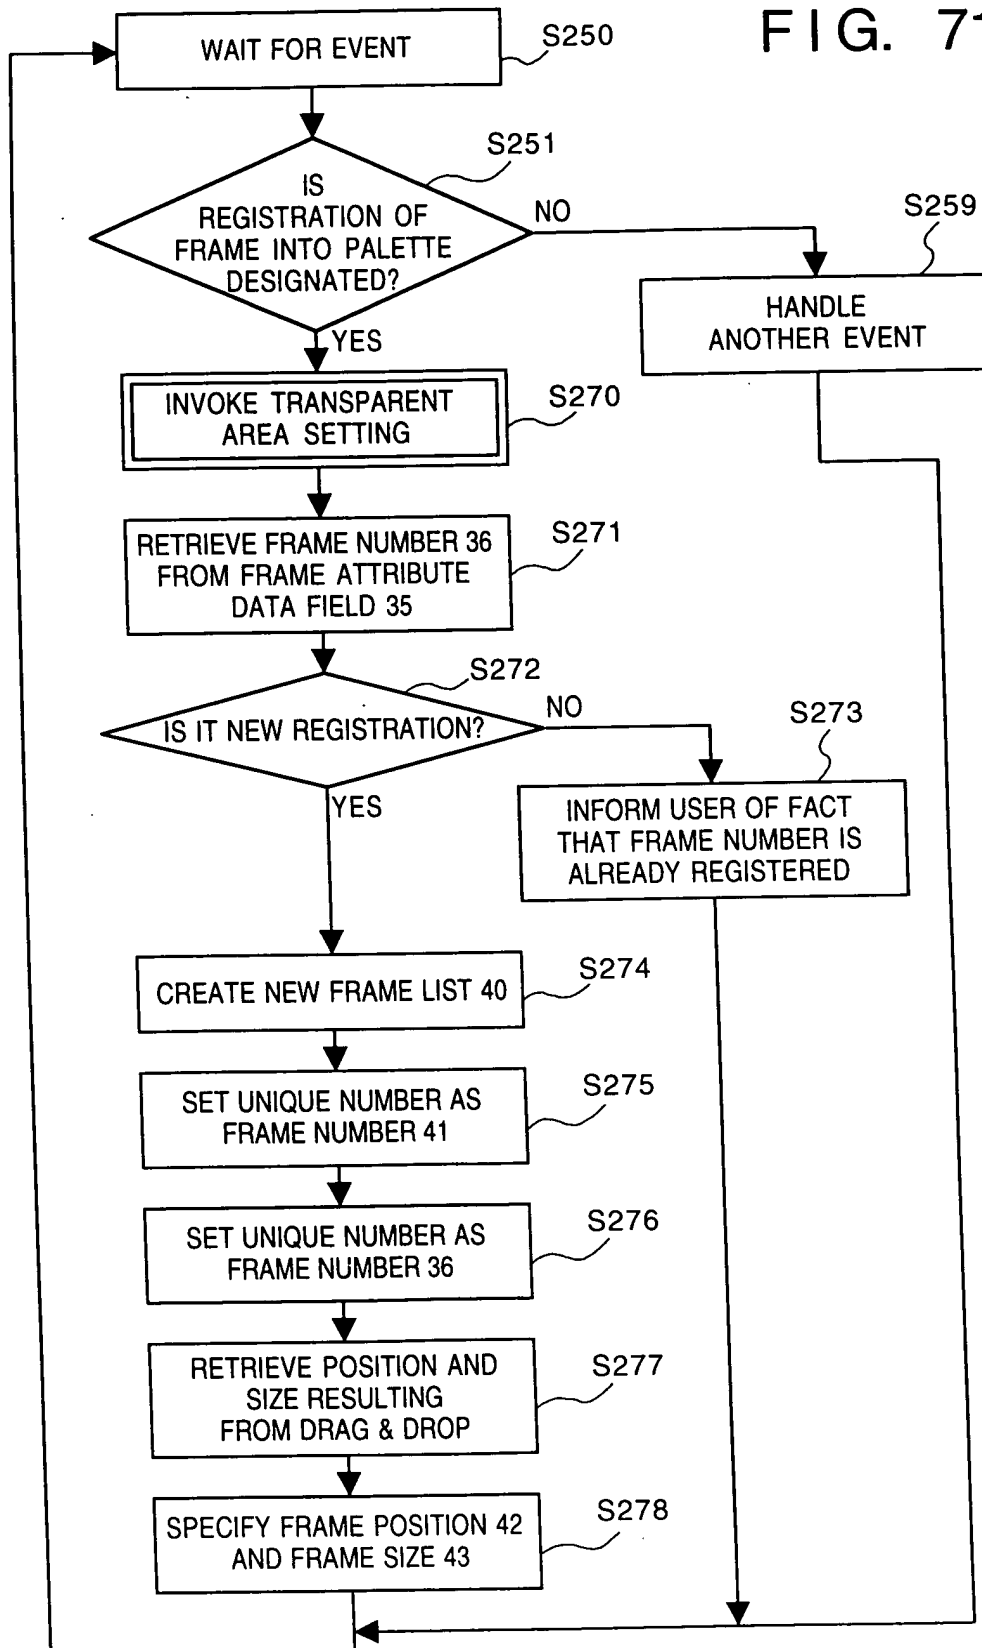 FIG. 71
WAIT FOR EVENT
S250
S251
IS
REGISTRATION OF
FRAME INTO PALETTE
DESIGNATED?
NO
YES
S259
HANDLE
ANOTHER EVENT
INVOKE TRANSPARENT
AREA SETTING
S270
RETRIEVE FRAME NUMBER 36
FROM FRAME ATTRIBUTE
DATA FIELD 35
S271
S272
IS IT NEW REGISTRATION?
NO
YES
S273
INFORM USER OF FACT
THAT FRAME NUMBER IS
ALREADY REGISTERED
S274
CREATE NEW FRAME LIST 40
S275
SET UNIQUE NUMBER AS
FRAME NUMBER 41
S276
SET UNIQUE NUMBER AS
FRAME NUMBER 36
S277
RETRIEVE POSITION AND
SIZE RESULTING
FROM DRAG & DROP
S278
SPECIFY FRAME POSITION 42
AND FRAME SIZE 43